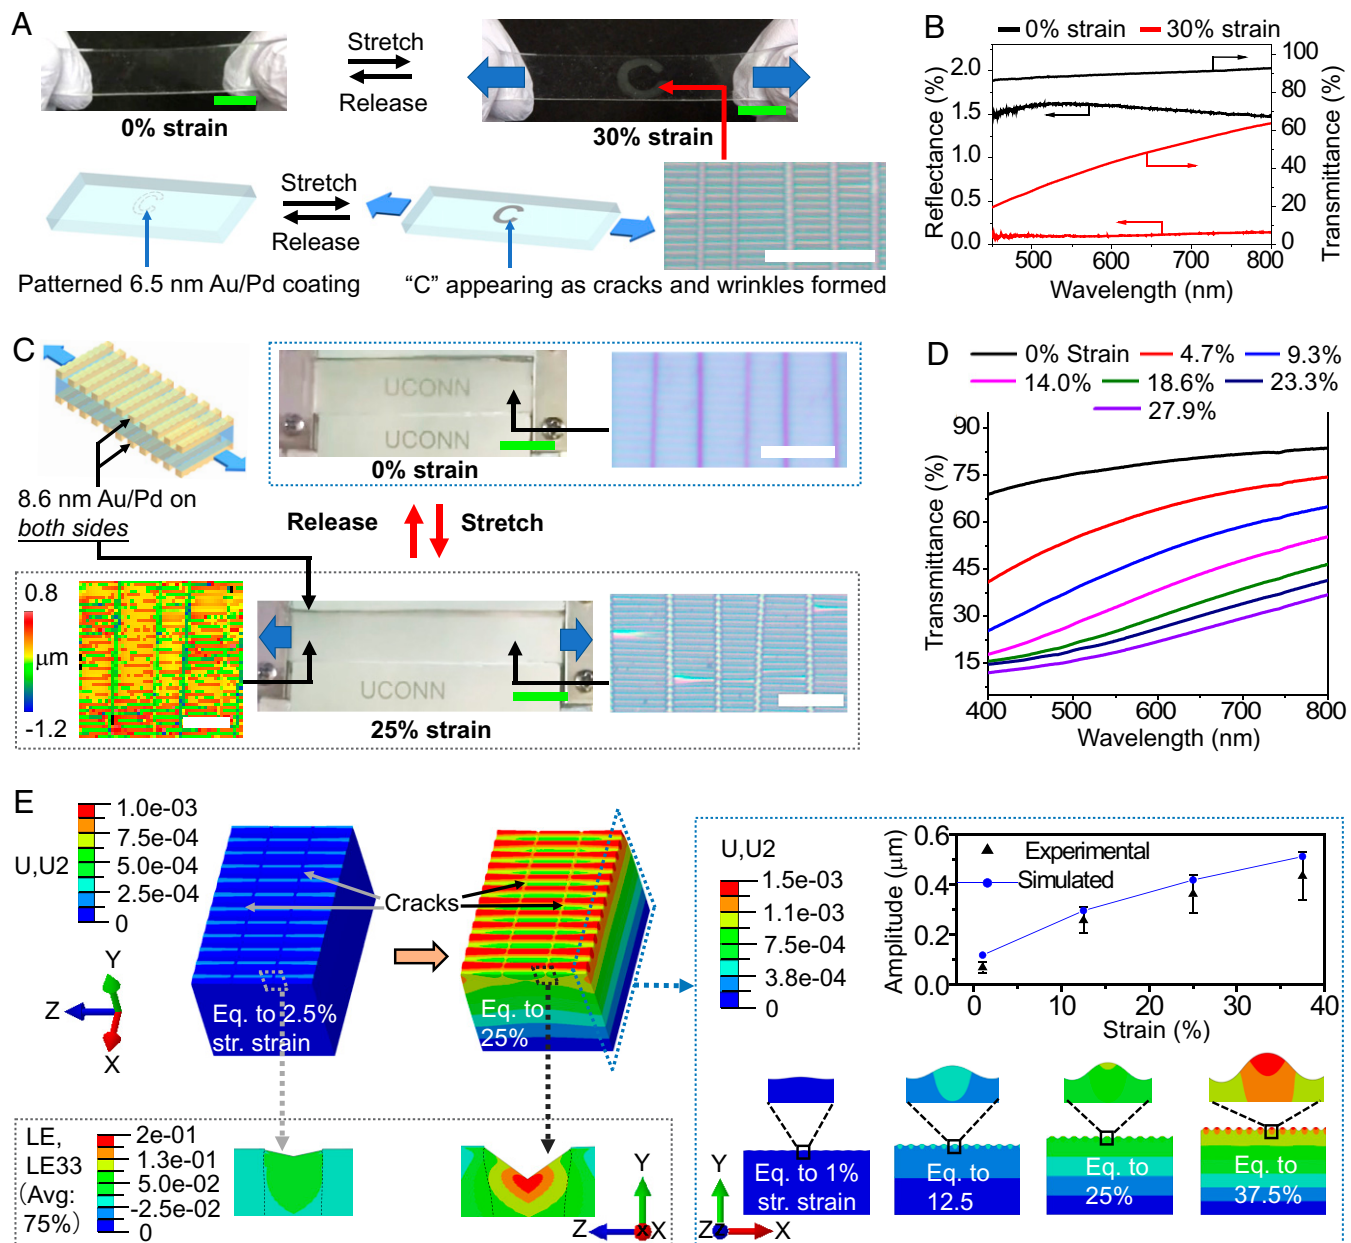 A
Stretch
Release
0% strain
30% strain
C
Stretch
Release
C
Patterned 6.5 nm Au/Pd coating
“C” appearing as cracks and wrinkles formed
B
0% strain
30% strain
Reflectance (%)
2.0
1.5
1.0
0.5
0.0
100
80
60
40
20
0
Transmittance (%)
500 600 700 800
Wavelength (nm)
C
8.6 nm Au/Pd on
both sides
UCONN
UCONN
0% strain
Release
Stretch
0.8
μm
-1.2
UCONN
25% strain
D
0% Strain 4.7% 9.3%
14.0% 18.6% 23.3%
27.9%
Transmittance (%)
90
75
60
45
30
15
400 500 600 700 800
Wavelength (nm)
E
U,U2
1.0e-03
7.5e-04
5.0e-04
2.5e-04
0
Y
Z
X
Cracks
Eq. to 2.5%
str. strain
Eq. to
25%
LE,
LE33
(Avg:
75%)
2e-01
1.3e-01
5.0e-02
-2.5e-02
0
Y
Z
X
X
U,U2
1.5e-03
1.1e-03
7.5e-04
3.8e-04
0
Amplitude (μm)
0.6
0.4
0.2
0.0
Experimental
Simulated
0 10 20 30 40
Strain (%)
Eq. to 1%
str. strain
Eq. to
12.5
Eq. to
25%
Eq. to
37.5%
Y
Z
X